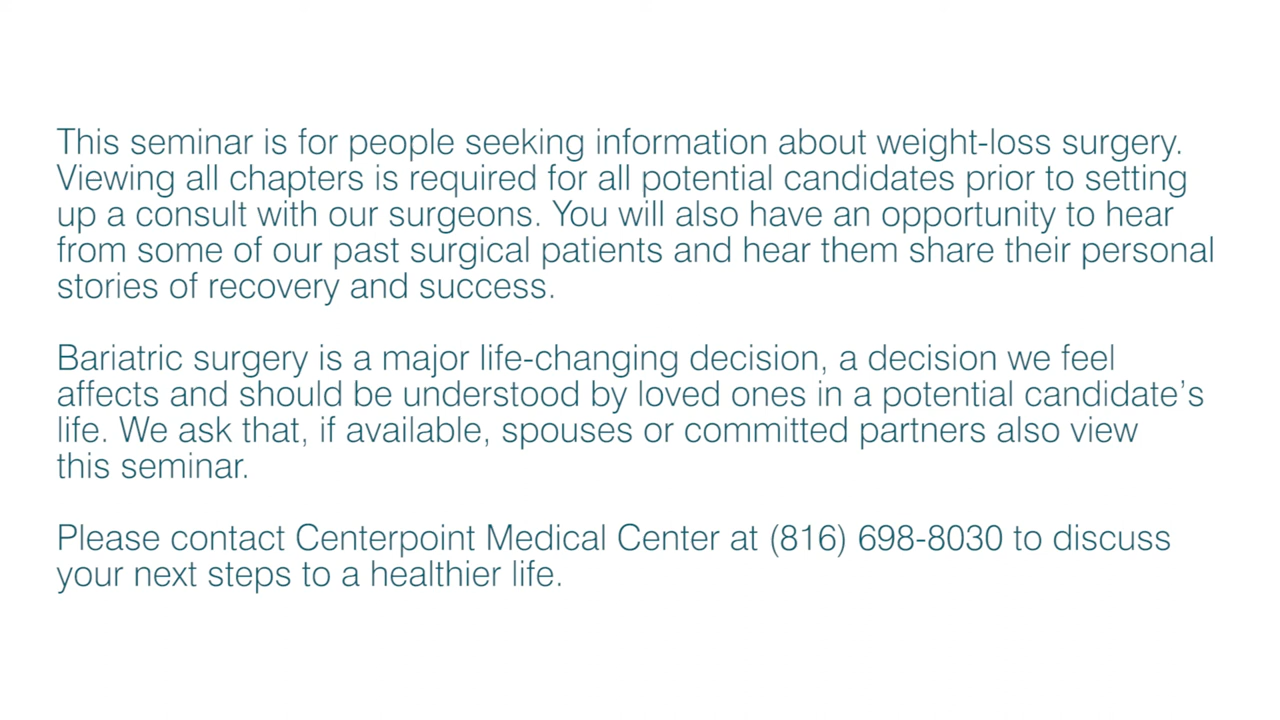 This seminar is for people seeking information about weight-loss surgery.
Viewing all chapters is required for all potential candidates prior to setting
up a consult with our surgeons. You will also have an opportunity to hear
from some of our past surgical patients and hear them share their personal
stories of recovery and success.
Bariatric surgery is a major life-changing decision, a decision we feel
affects and should be understood by loved ones in a potential candidate’s
life. We ask that, if available, spouses or committed partners also view
this seminar.
Please contact Centerpoint Medical Center at (816) 698-8030 to discuss
your next steps to a healthier life.